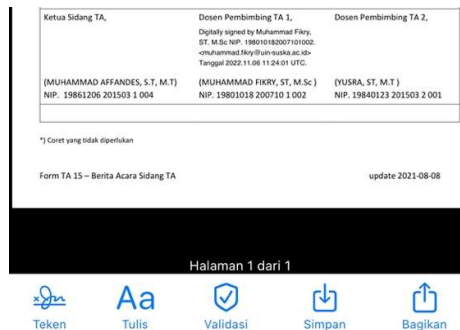 Ketua Sidang TA,
Dosen Pembimbing TA 1,
Dosen Pembimbing TA 2,
Digitally signed by Muhammad Fikry,
ST, M.Sc NIP. 198010182007101002.
<muhammad.fikry@uin-suska.ac.id>
Tanggal 2022.11.06 11:24:01 UTC.
(MUHAMMAD AFFANDES, S.T, M.T)
(MUHAMMAD FIKRY, ST, M.Sc )
(YUSRA, ST, M.T )
NIP. 19861206 201503 1 004
NIP. 19801018 200710 1 002
NIP. 19840123 201503 2 001
*) Coret yang tidak diperlukan
Form TA 15 – Berita Acara Sidang TA
update 2021-08-08
Halaman 1 dari 1
Aa
Teken
Tulis
Validasi
Simpan
Bagikan